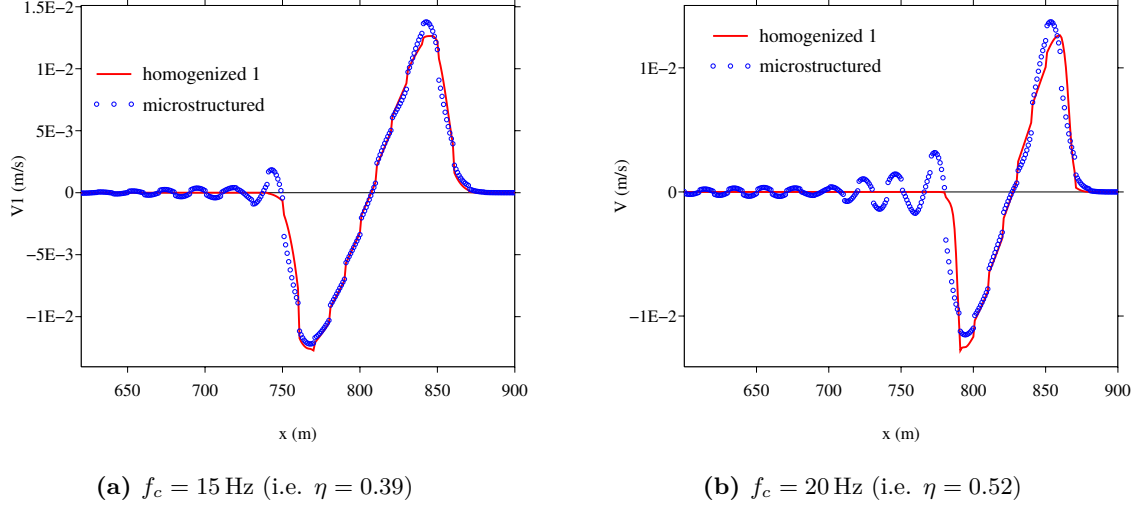 1.5E−2
1E−2
5E−3
0
−5E−3
−1E−2
V1 (m/s)
homogenized 1
microstructured
650 700 750 800 850 900
x (m)
(a) f_c = 15 Hz (i.e. η = 0.39)
1E−2
0
−1E−2
V (m/s)
homogenized 1
microstructured
650 700 750 800 850 900
x (m)
(b) f_c = 20 Hz (i.e. η = 0.52)